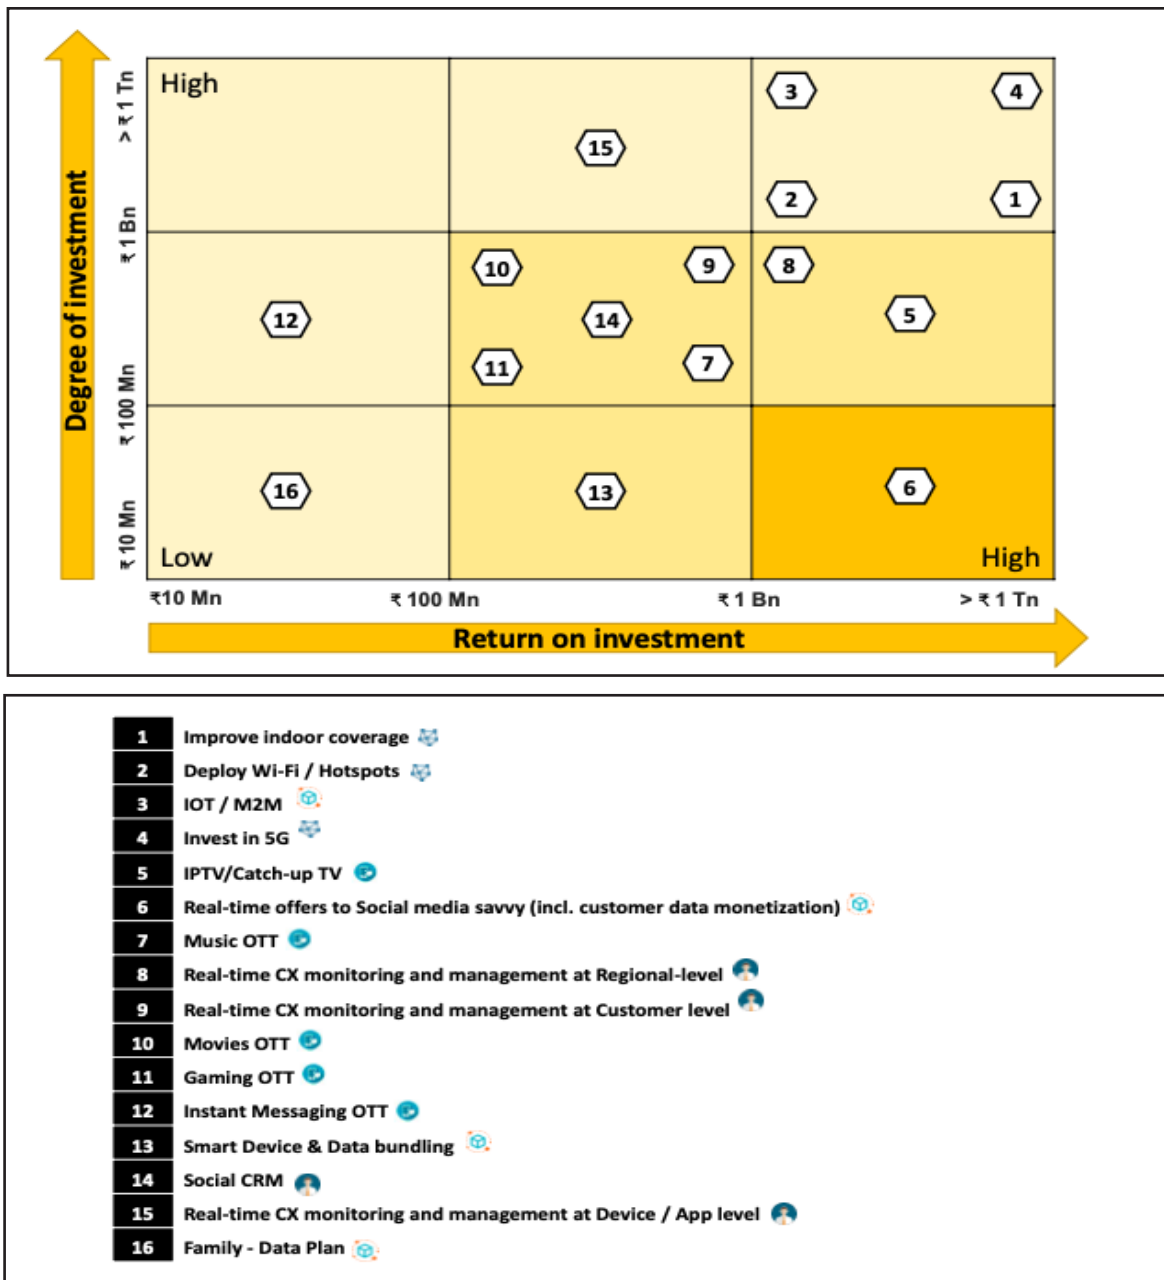 High
3
4
15
2
1
> ₹ 1 Tn
₹ 1 Bn
₹ 100 Mn
₹ 10 Mn
Degree of investment
10
9
8
12
14
5
11
7
16
13
6
Low
High
₹10 Mn
₹ 100 Mn
₹ 1 Bn
> ₹ 1 Tn
Return on investment
1 Improve indoor coverage
2 Deploy Wi-Fi / Hotspots
3 IOT / M2M
4 Invest in 5G
5 IPTV/Catch-up TV
6 Real-time offers to Social media savvy (incl. customer data monetization)
7 Music OTT
8 Real-time CX monitoring and management at Regional-level
9 Real-time CX monitoring and management at Customer level
10 Movies OTT
11 Gaming OTT
12 Instant Messaging OTT
13 Smart Device & Data bundling
14 Social CRM
15 Real-time CX monitoring and management at Device / App level
16 Family - Data Plan